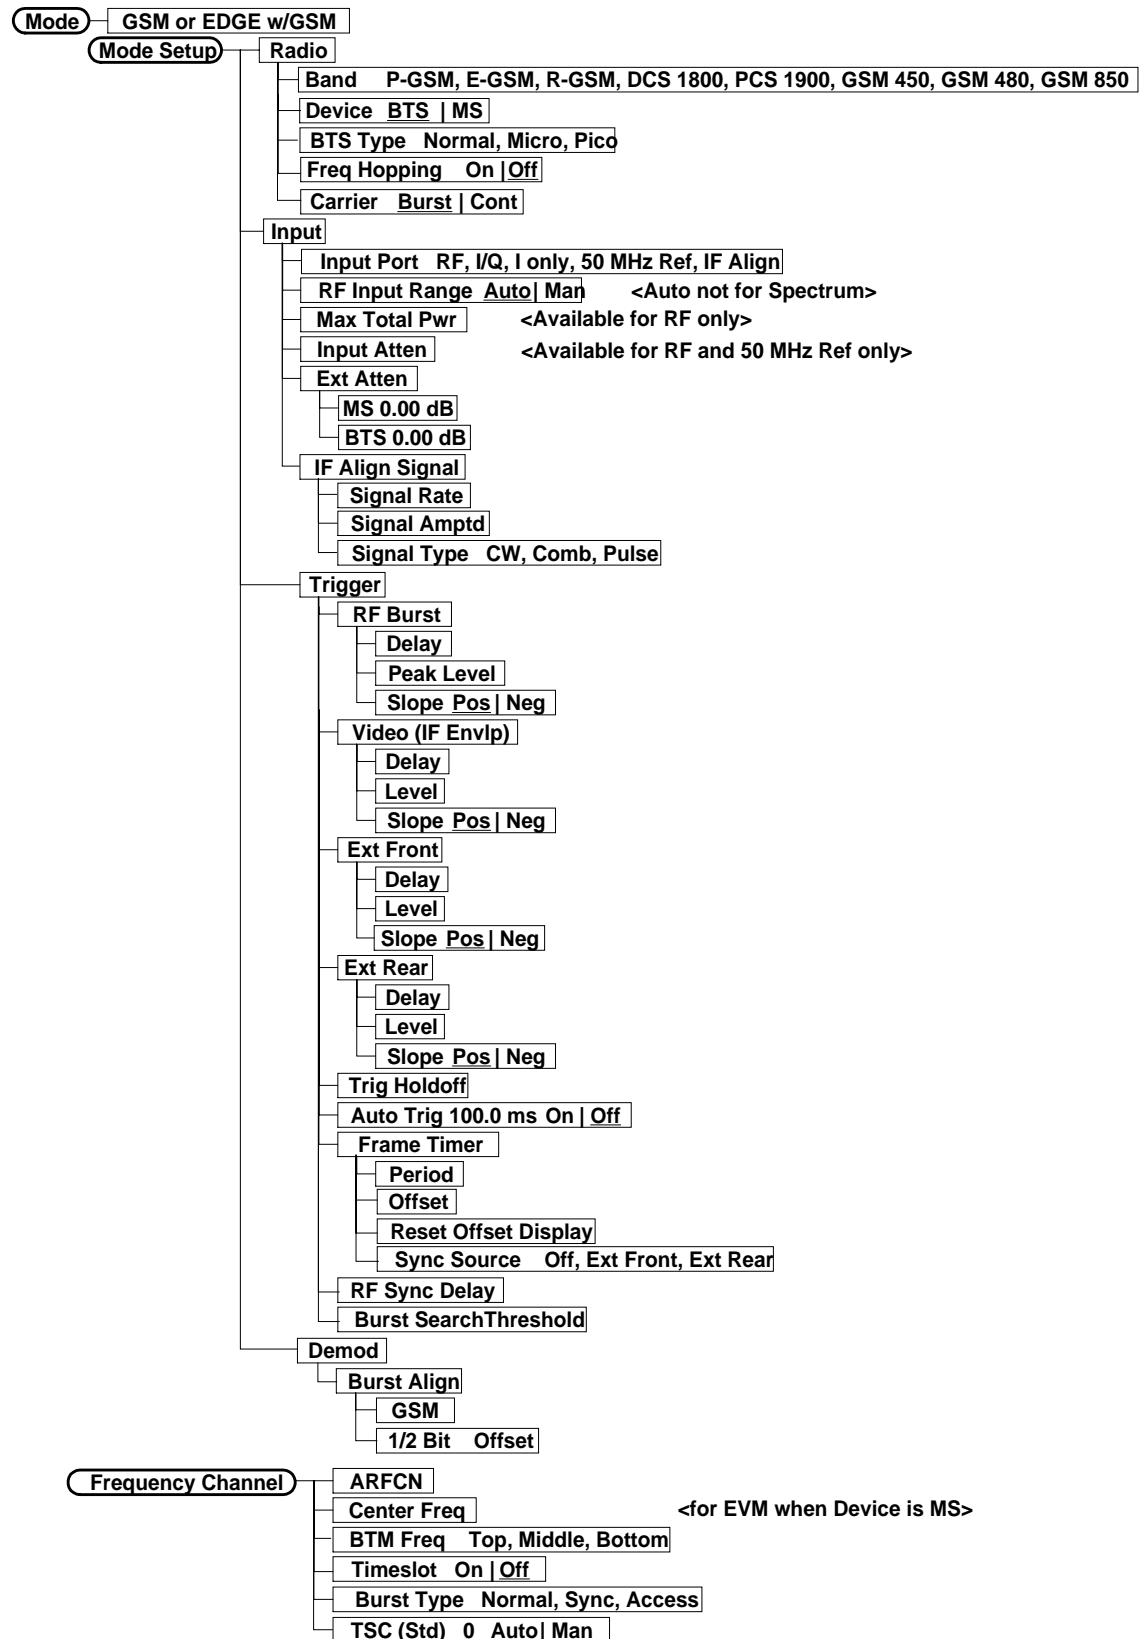 Mode GSM or EDGE w/GSM
Mode Setup Radio
Band P-GSM, E-GSM, R-GSM, DCS 1800, PCS 1900, GSM 450, GSM 480, GSM 850
Device BTS | MS
BTS Type Normal, Micro, Pico
Freq Hopping On | Off
Carrier Burst | Cont
Input
Input Port RF, I/Q, I only, 50 MHz Ref, IF Align
RF Input Range Auto | Man <Auto not for Spectrum>
Max Total Pwr <Available for RF only>
Input Atten <Available for RF and 50 MHz Ref only>
Ext Atten
MS 0.00 dB
BTS 0.00 dB
IF Align Signal
Signal Rate
Signal Amptd
Signal Type CW, Comb, Pulse
Trigger
RF Burst
Delay
Peak Level
Slope Pos | Neg
Video (IF Envlp)
Delay
Level
Slope Pos | Neg
Ext Front
Delay
Level
Slope Pos | Neg
Ext Rear
Delay
Level
Slope Pos | Neg
Trig Holdoff
Auto Trig 100.0 ms On | Off
Frame Timer
Period
Offset
Reset Offset Display
Sync Source Off, Ext Front, Ext Rear
RF Sync Delay
Burst SearchThreshold
Demod
Burst Align
GSM
1/2 Bit Offset
Frequency Channel ARFCN
Center Freq <for EVM when Device is MS>
BTM Freq Top, Middle, Bottom
Timeslot On | Off
Burst Type Normal, Sync, Access
TSC (Std) 0 Auto | Man